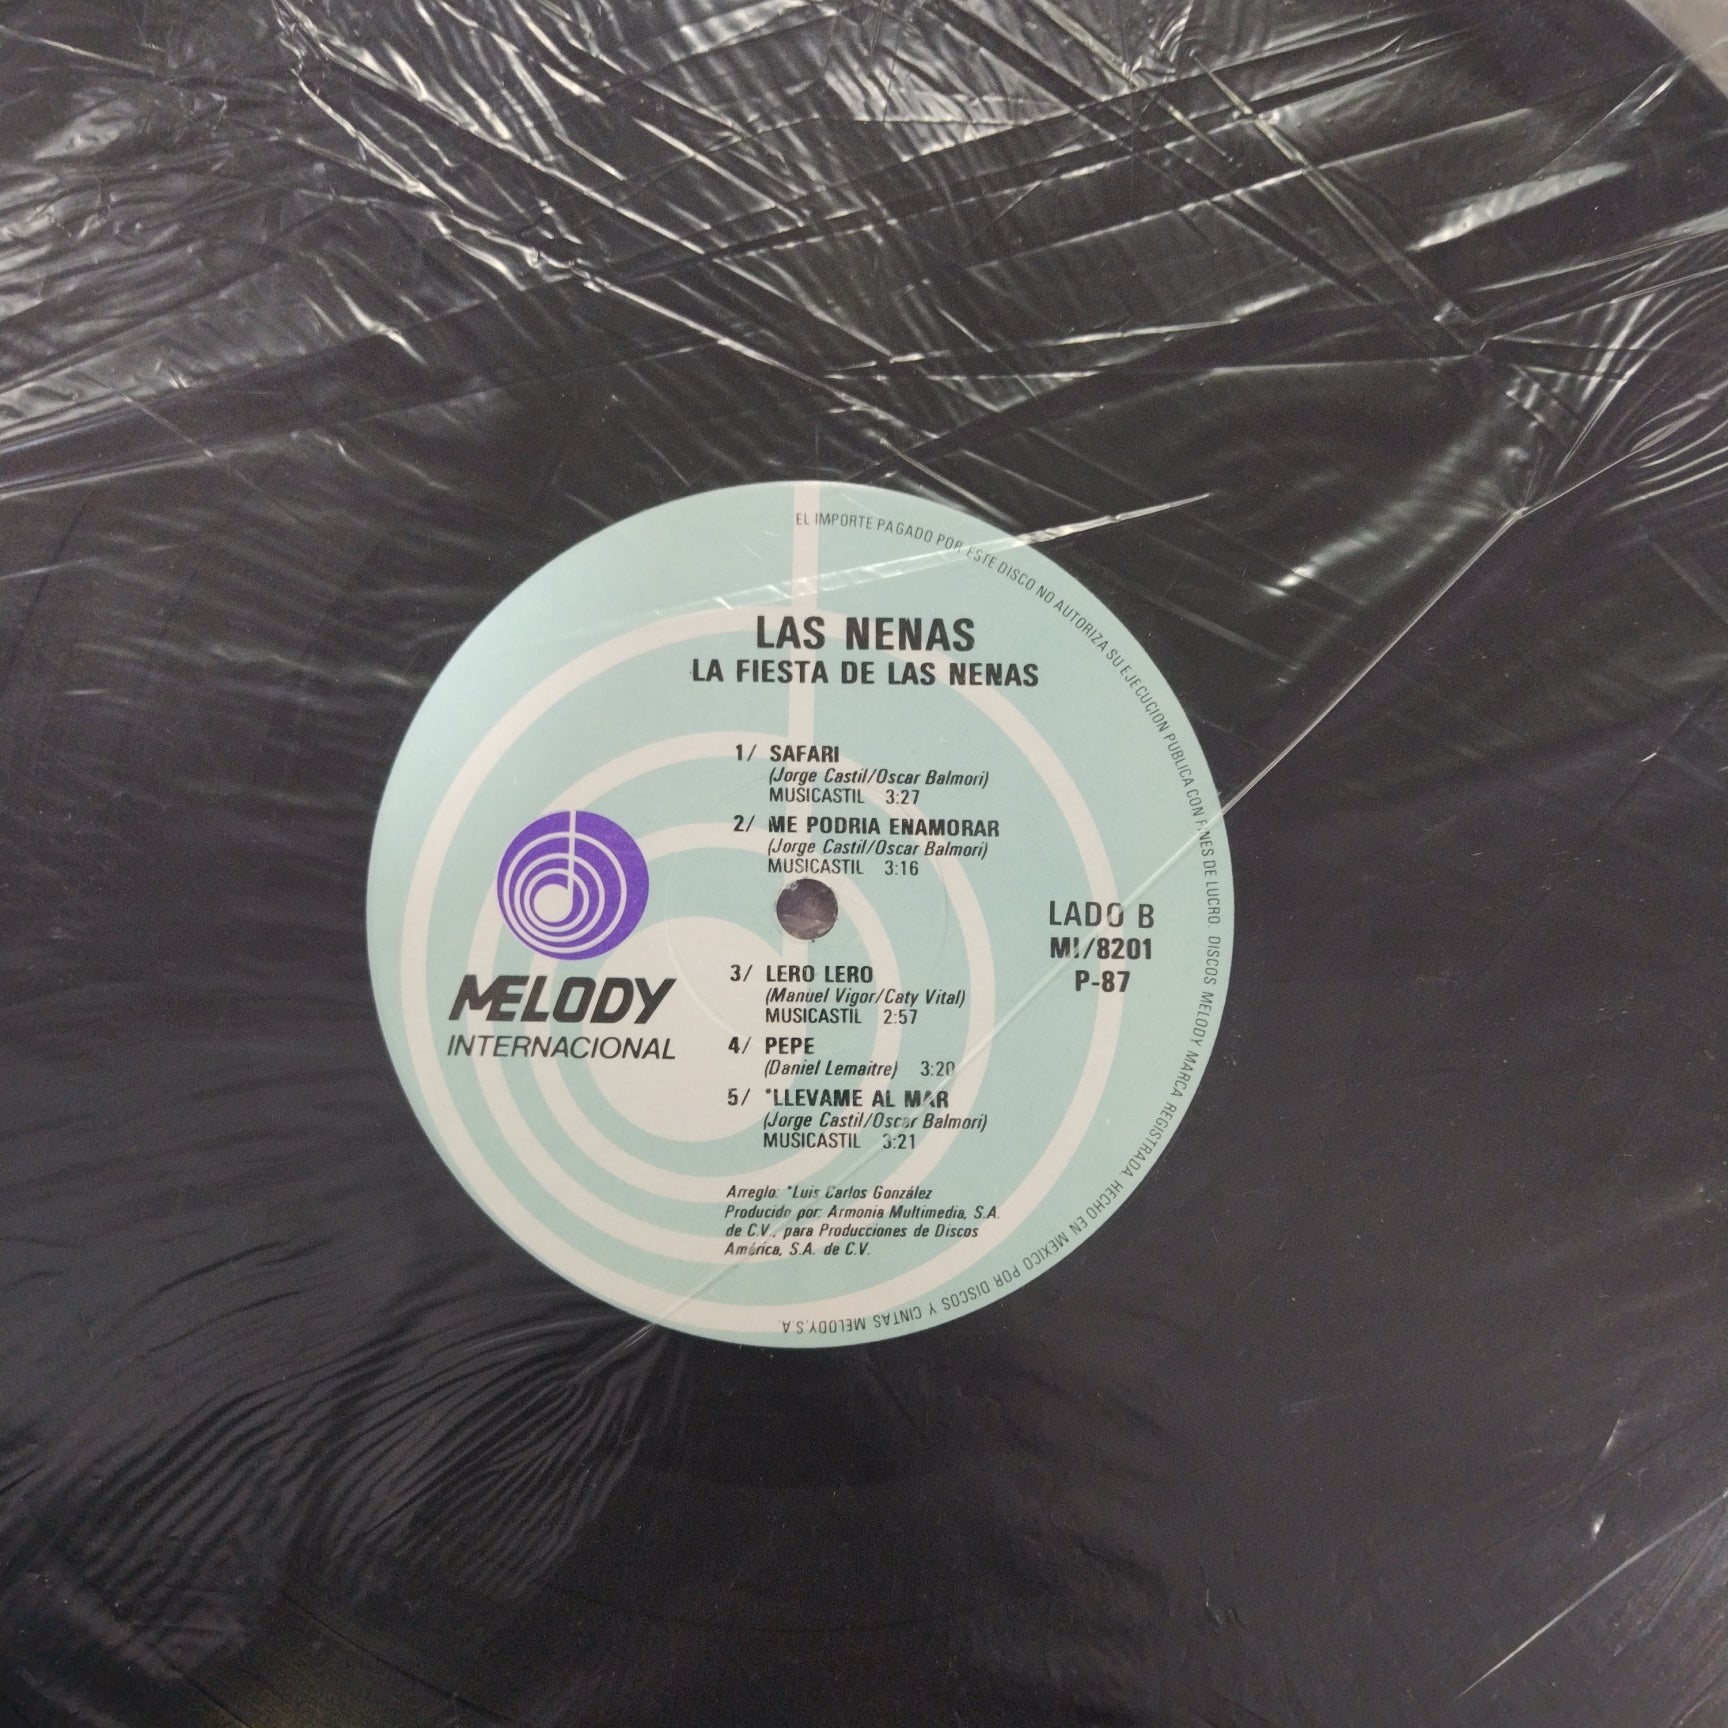 LAS NENAS
LA FIESTA DE LAS NENAS
1/ SAFARI
(Jorge Castil/Oscar Balmori)
MUSICASTIL 3:27
2/ ME PODRIA ENAMORAR
(Jorge Castil/Oscar Balmori)
MUSICASTIL 3:16
3/ LERO LERO
(Manuel Vigor/Caty Vital)
MUSICASTIL 2:57
4/ PEPE
(Daniel Lemaitre) 3:20
5/ *LLEVAME AL MAR
(Jorge Castil/Oscar Balmori)
MUSICASTIL 3:21
Arreglo: *Luis Carlos González
Producido por: Armonia Multimedia, S.A.
de C.V., para Producciones de Discos
América, S.A. de C.V.
MELODY
INTERNACIONAL
LADO B
MI/8201
P-87
EL IMPORTE PAGADO POR ESTE DISCO NO AUTORIZA SU EJECUCION PUBLICA CON FINES DE LUCRO. DISCOS MELODY MARCA REGISTRADA. HECHO EN MEXICO POR DISCOS Y CINTAS MELODY, S.A.